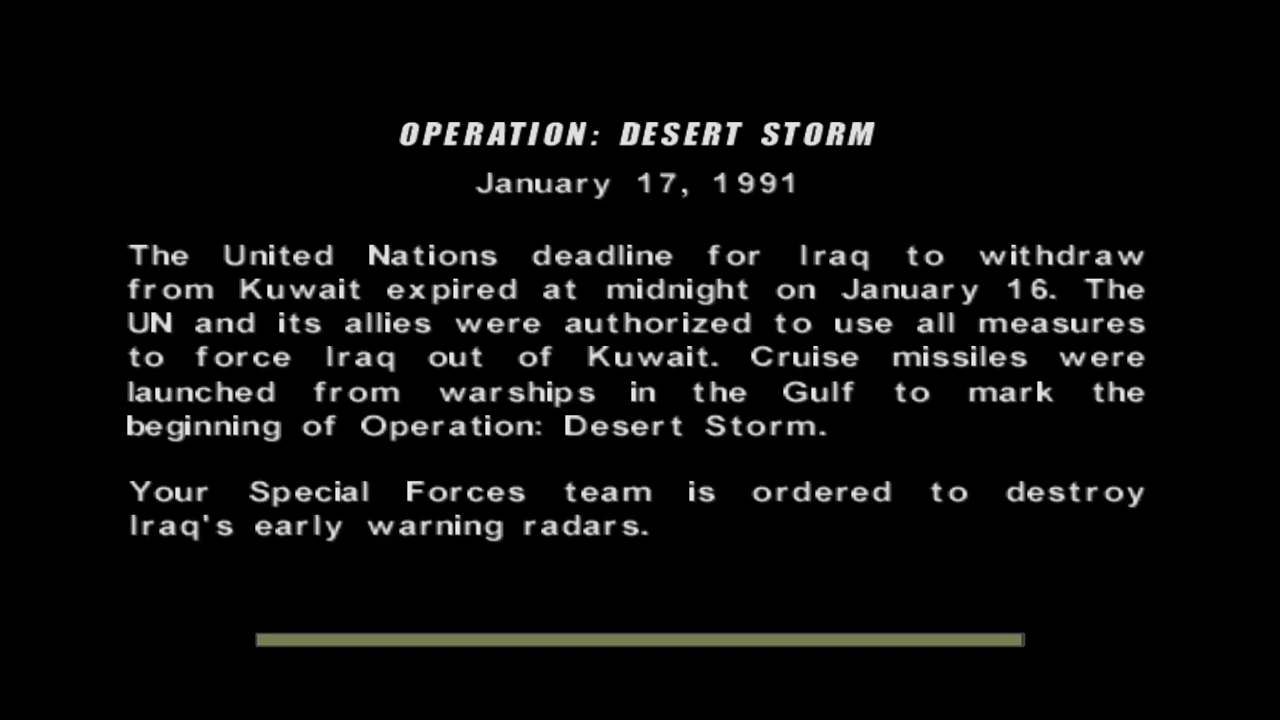 OPERATION: DESERT STORM
January 17, 1991
The United Nations deadline for Iraq to withdraw
from Kuwait expired at midnight on January 16. The
UN and its allies were authorized to use all measures
to force Iraq out of Kuwait. Cruise missiles were
launched from warships in the Gulf to mark the
beginning of Operation: Desert Storm.
Your Special Forces team is ordered to destroy
Iraq's early warning radars.